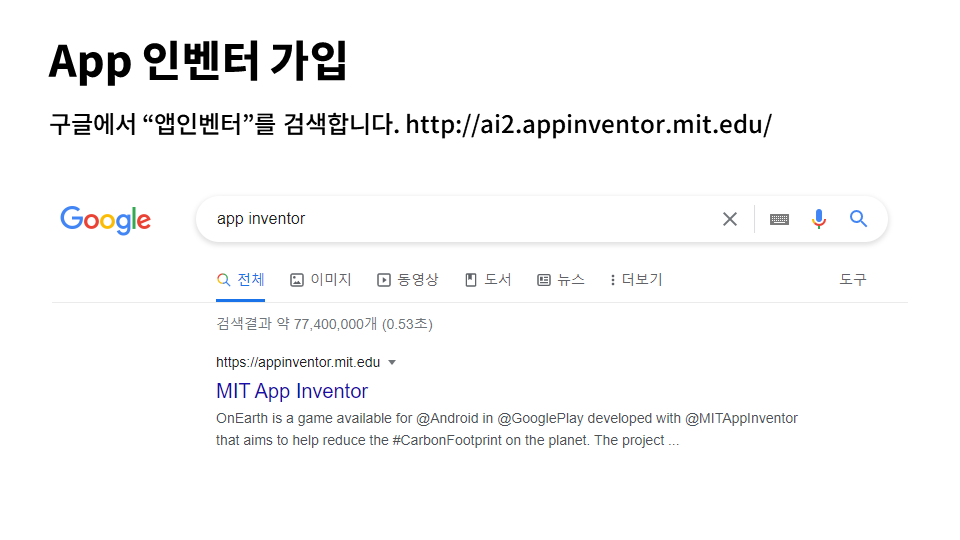 App 인벤터 가입
구글에서 “앱인벤터”를 검색합니다. http://ai2.appinventor.mit.edu/
Google
app inventor
전체 이미지 동영상 도서 뉴스 더보기 도구
검색결과 약 77,400,000개 (0.53초)
https://appinventor.mit.edu
MIT App Inventor
OnEarth is a game available for @Android in @GooglePlay developed with @MITAppInventor
that aims to help reduce the #CarbonFootprint on the planet. The project ...